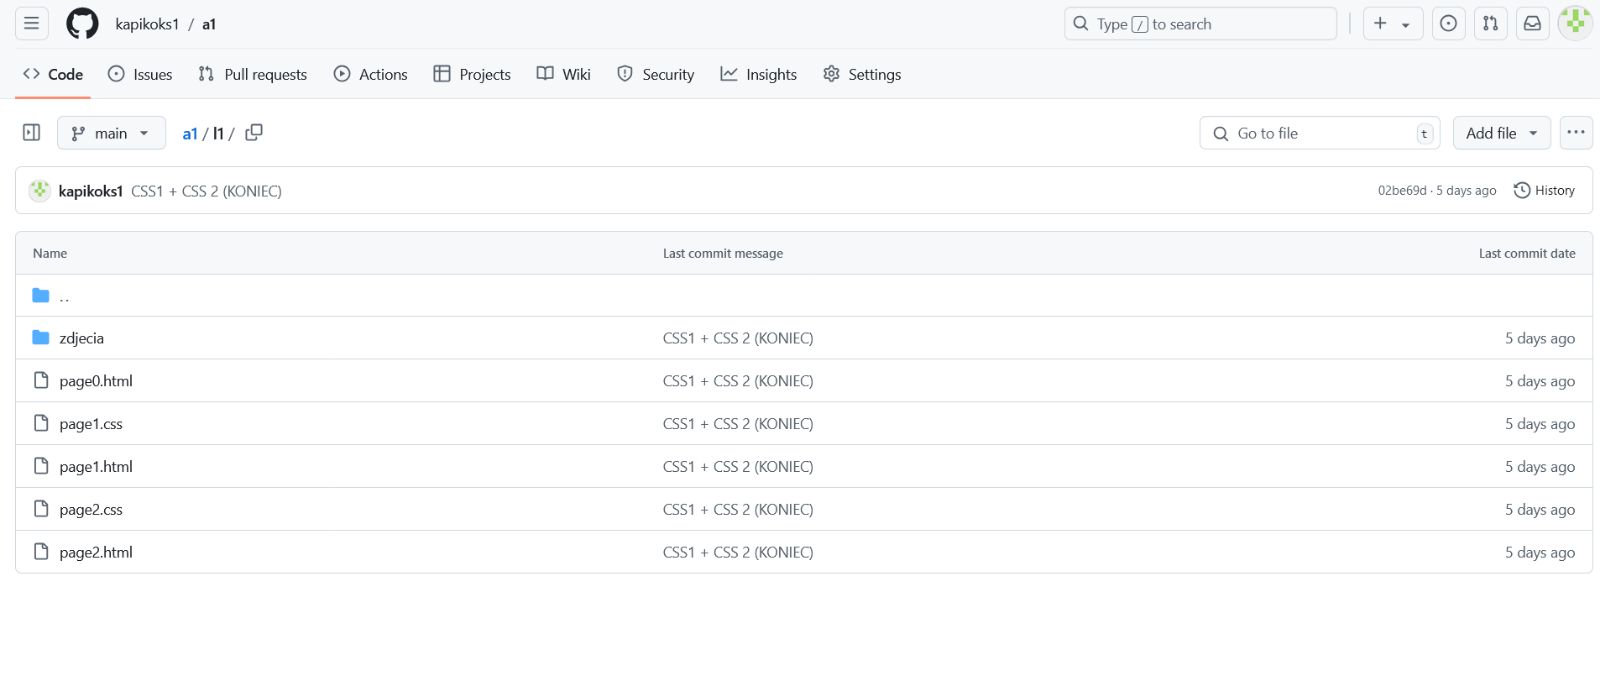 kapikoks1 / a1 Type / to search
Code Issues Pull requests Actions Projects Wiki Security Insights Settings
main a1 / l1 / Go to file t Add file
kapikoks1 CSS1 + CSS 2 (KONIEC) 02be69d · 5 days ago History
Name Last commit message Last commit date
..
zdjecia CSS1 + CSS 2 (KONIEC) 5 days ago
page0.html CSS1 + CSS 2 (KONIEC) 5 days ago
page1.css CSS1 + CSS 2 (KONIEC) 5 days ago
page1.html CSS1 + CSS 2 (KONIEC) 5 days ago
page2.css CSS1 + CSS 2 (KONIEC) 5 days ago
page2.html CSS1 + CSS 2 (KONIEC) 5 days ago